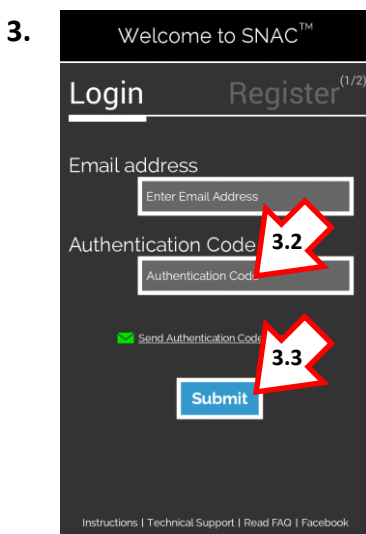 3.
Welcome to SNAC™
Login Register (1/2)
Email address
Enter Email Address
Authentication Code
3.2
Authentication Code
Send Authentication Code
3.3
Submit
Instructions | Technical Support | Read FAQ | Facebook